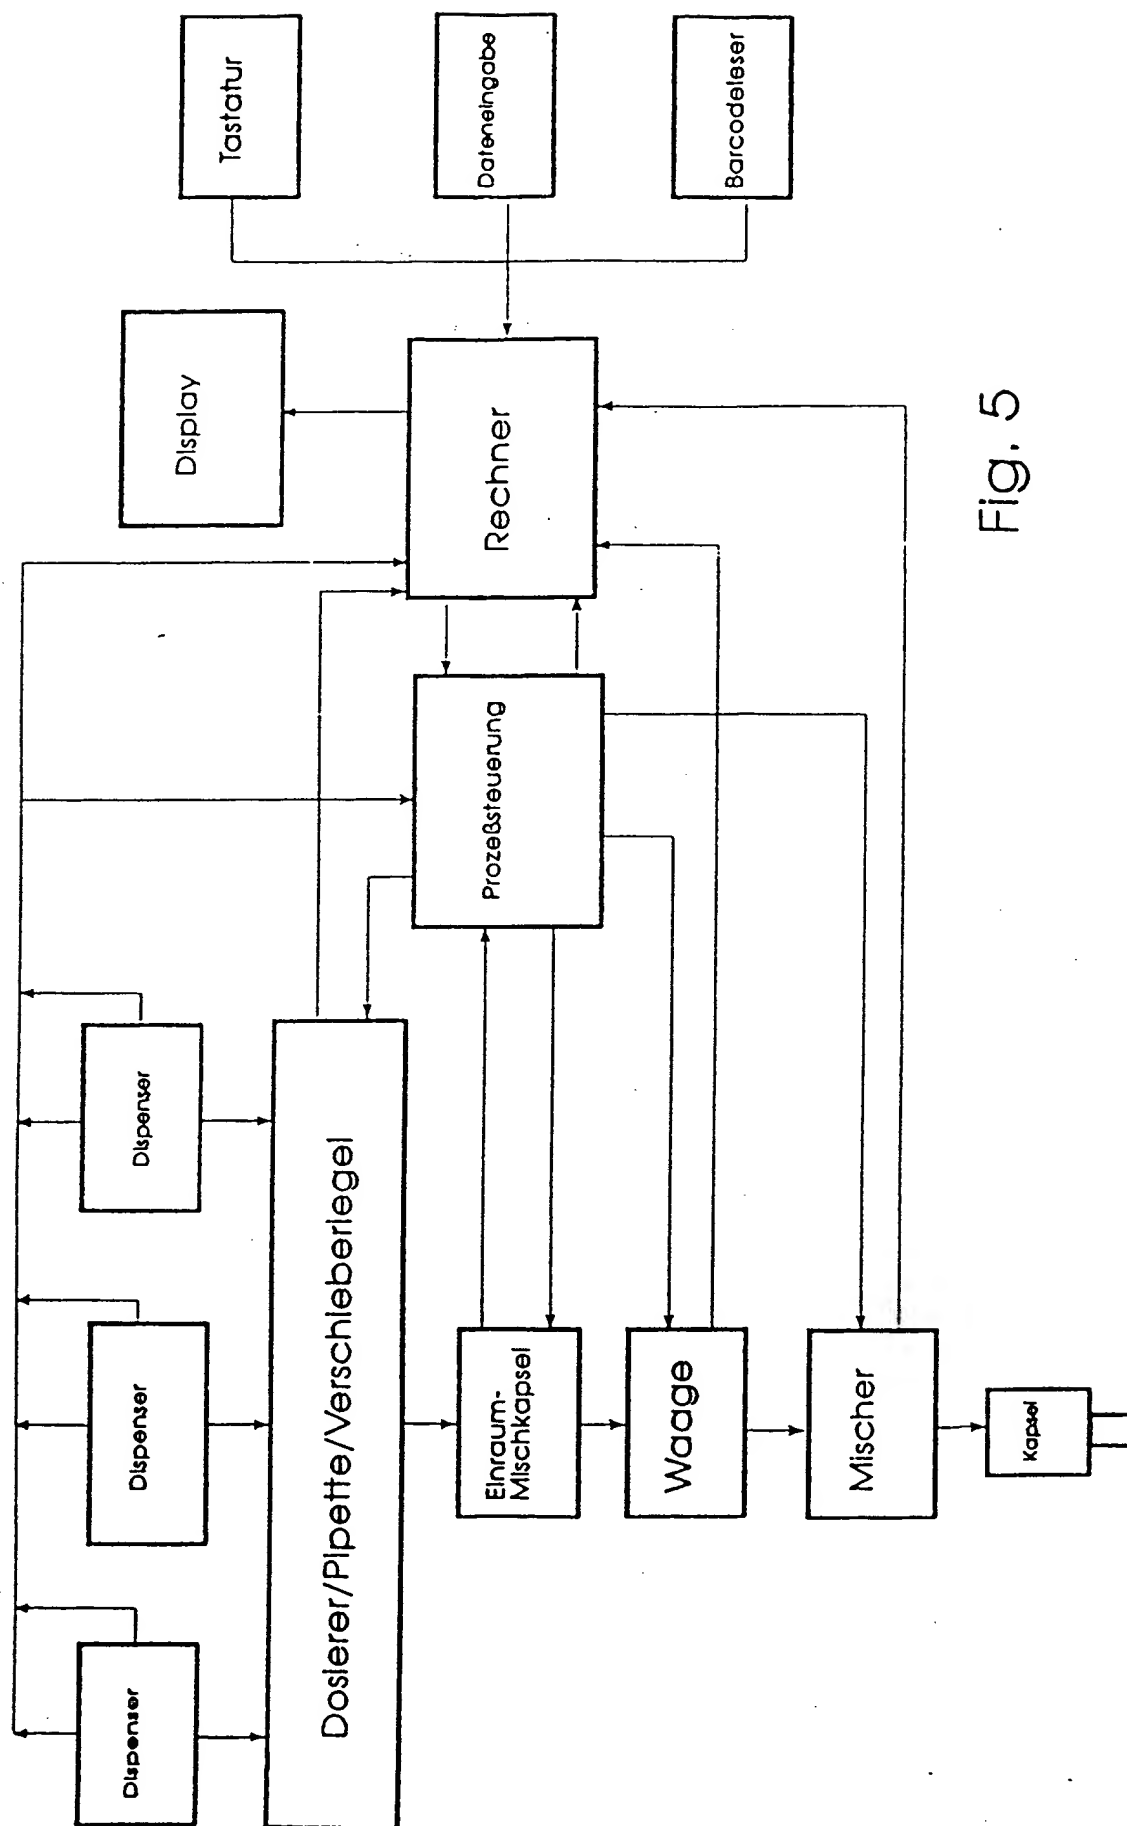 Dispenser
Dispenser
Dispenser
Display
Tastatur
Dosierer/Pipette/Verschieberiegel
Prozeßsteuerung
Rechner
Dateneingabe
Einraum-
Mischkapsel
Waage
Barcodeleser
Mischer
Kapsel
Fig. 5